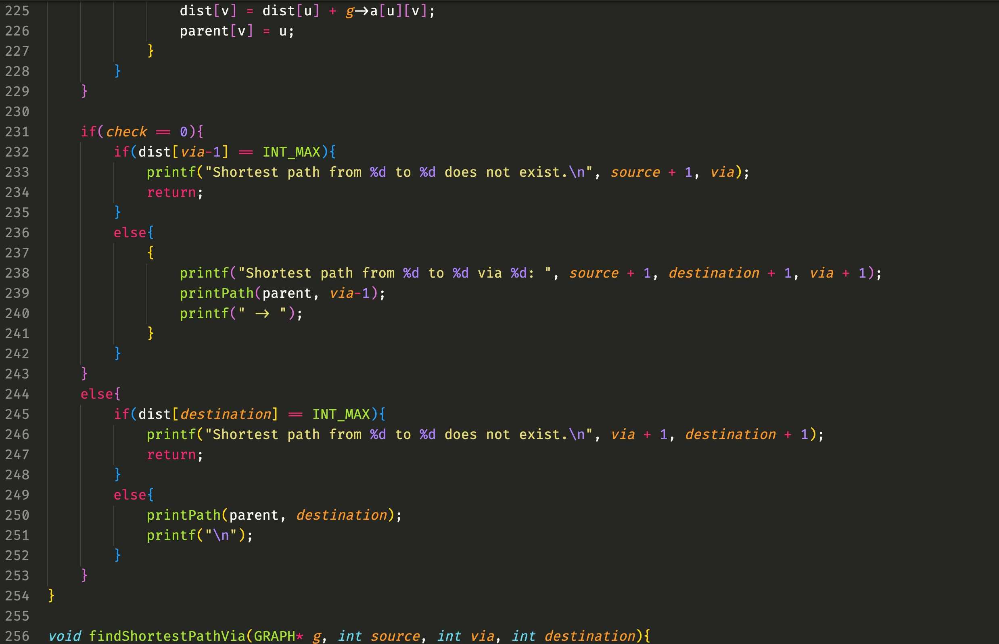 225 dist[v] = dist[u] + g->a[u][v];
226 parent[v] = u;
227 }
228 }
229 }
230
231 if(check == 0){
232 if(dist[via-1] == INT_MAX){
233 printf("Shortest path from %d to %d does not exist.\n", source + 1, via);
234 return;
235 }
236 else{
237 {
238 printf("Shortest path from %d to %d via %d: ", source + 1, destination + 1, via + 1);
239 printPath(parent, via-1);
240 printf(" -> ");
241 }
242 }
243 }
244 else{
245 if(dist[destination] == INT_MAX){
246 printf("Shortest path from %d to %d does not exist.\n", via + 1, destination + 1);
247 return;
248 }
249 else{
250 printPath(parent, destination);
251 printf("\n");
252 }
253 }
254 }
255
256 void findShortestPathVia(GRAPH* g, int source, int via, int destination){